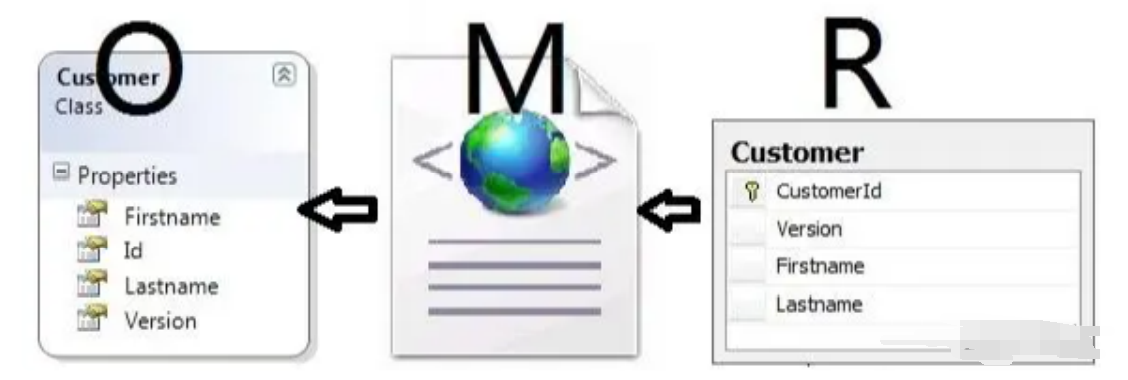 O
Customer
Class
Properties
Firstname
Id
Lastname
Version
M
< >
R
Customer
CustomerId
Version
Firstname
Lastname